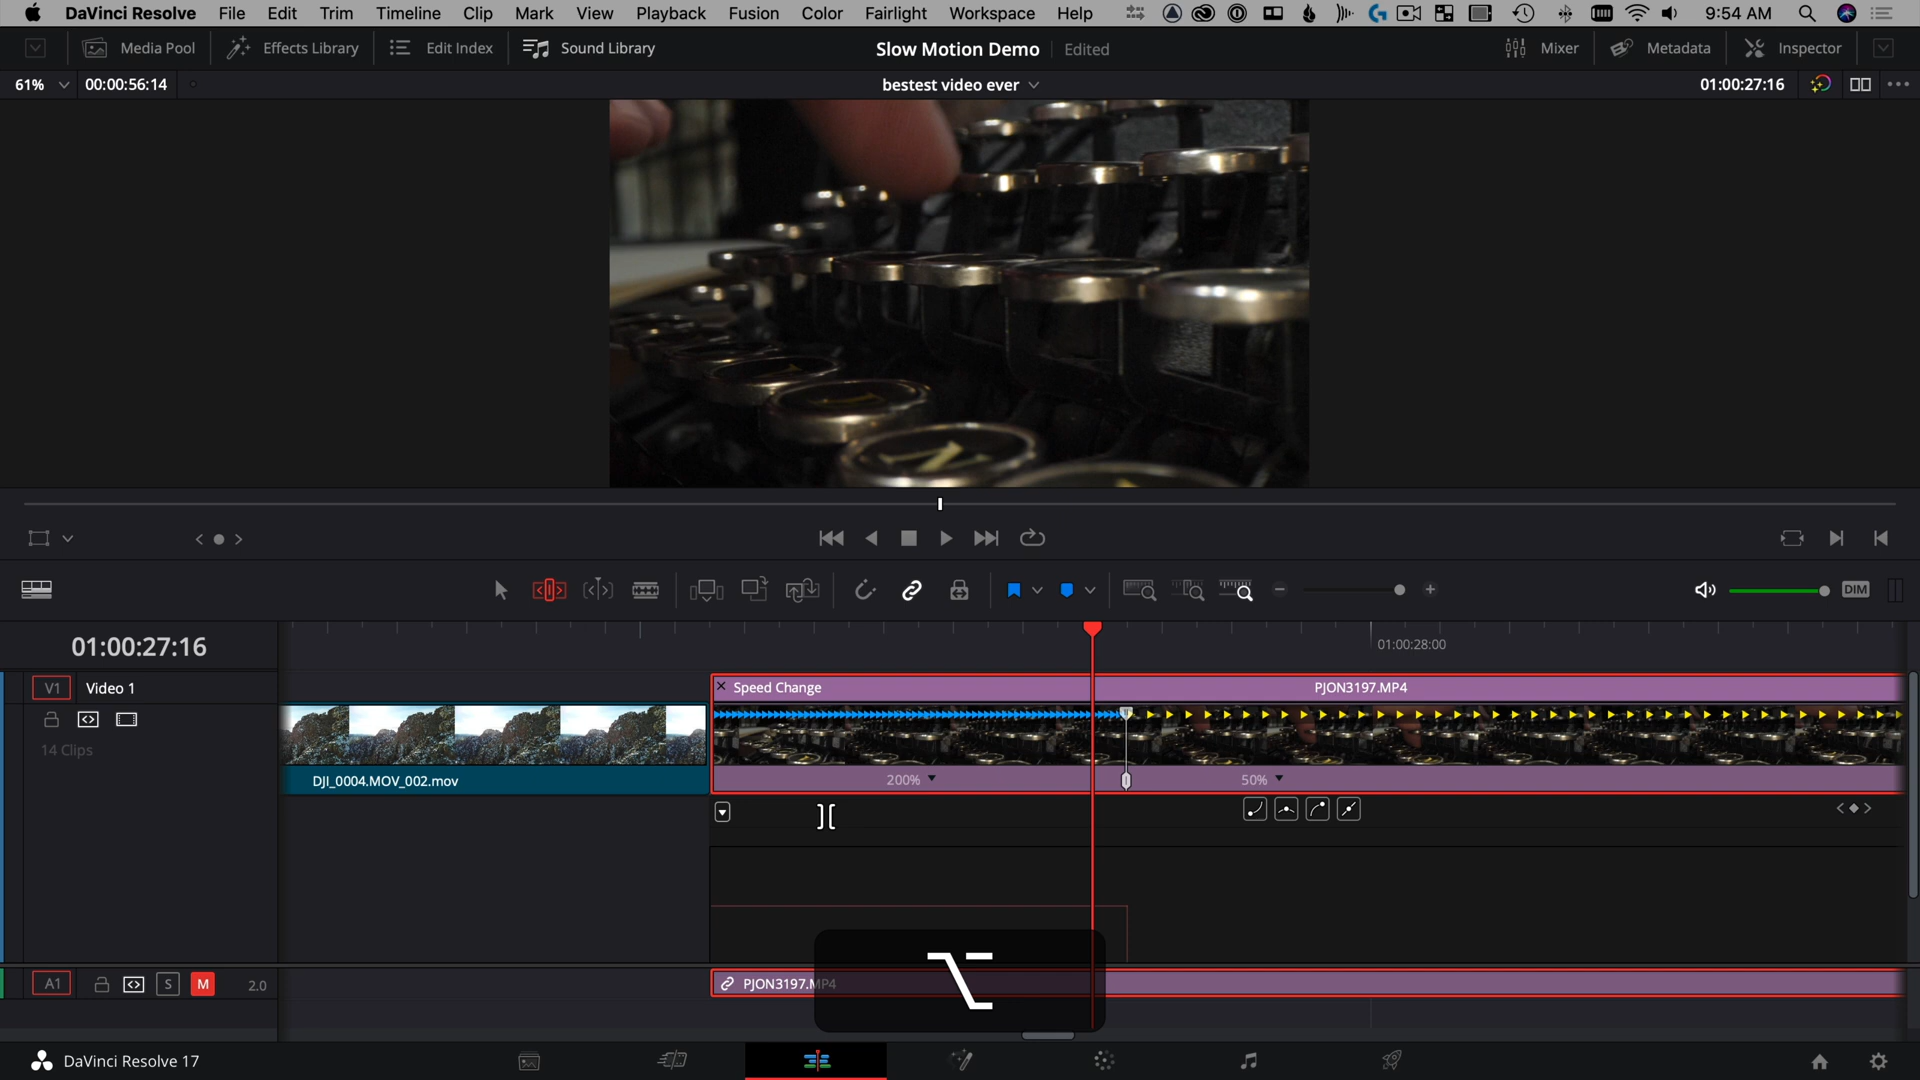 DaVinci Resolve File Edit Trim Timeline Clip Mark View Playback Fusion Color Fairlight Workspace Help 9:54 AM
Media Pool Effects Library Edit Index Sound Library Slow Motion Demo Edited Mixer Metadata Inspector
61% 00:00:56:14 bestest video ever 01:00:27:16
DIM
01:00:27:16 01:00:28:00
V1 Video 1 Speed Change PJON3197.MP4
14 Clips
DJI_0004.MOV_002.mov 200% 50%
A1 S M 2.0 PJON3197.MP4
DaVinci Resolve 17